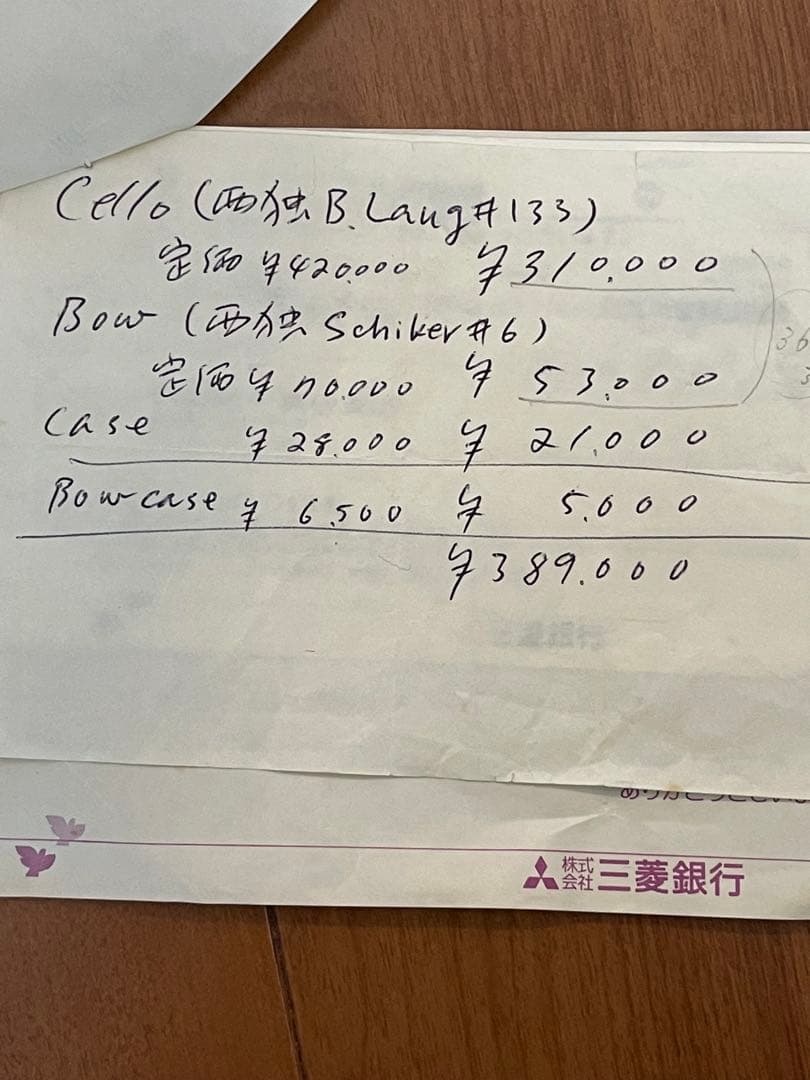 Cello (西独 B. Laug #133)
定価 ¥420.000 ¥310.000
Bow (西独 Schiker #6)
定価 ¥70.000 ¥53.000
Case ¥28.000 ¥21.000
Bow case ¥6.500 ¥5.000
¥389.000
株式会社 三菱銀行